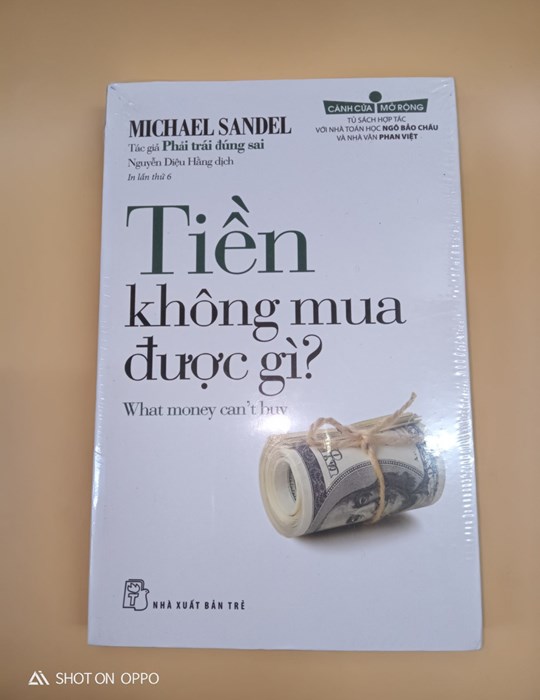 MICHAEL SANDEL
Tác giả Phải trái đúng sai
Nguyễn Diệu Hằng dịch
In lần thứ 6
CÁNH CỬA MỞ RỘNG
TỦ SÁCH HỢP TÁC
VỚI NHÀ TOÁN HỌC NGÔ BẢO CHÂU
VÀ NHÀ VĂN PHAN VIỆT
Tiền
không mua
được gì?
What money can't buy
NHÀ XUẤT BẢN TRẺ
SHOT ON OPPO